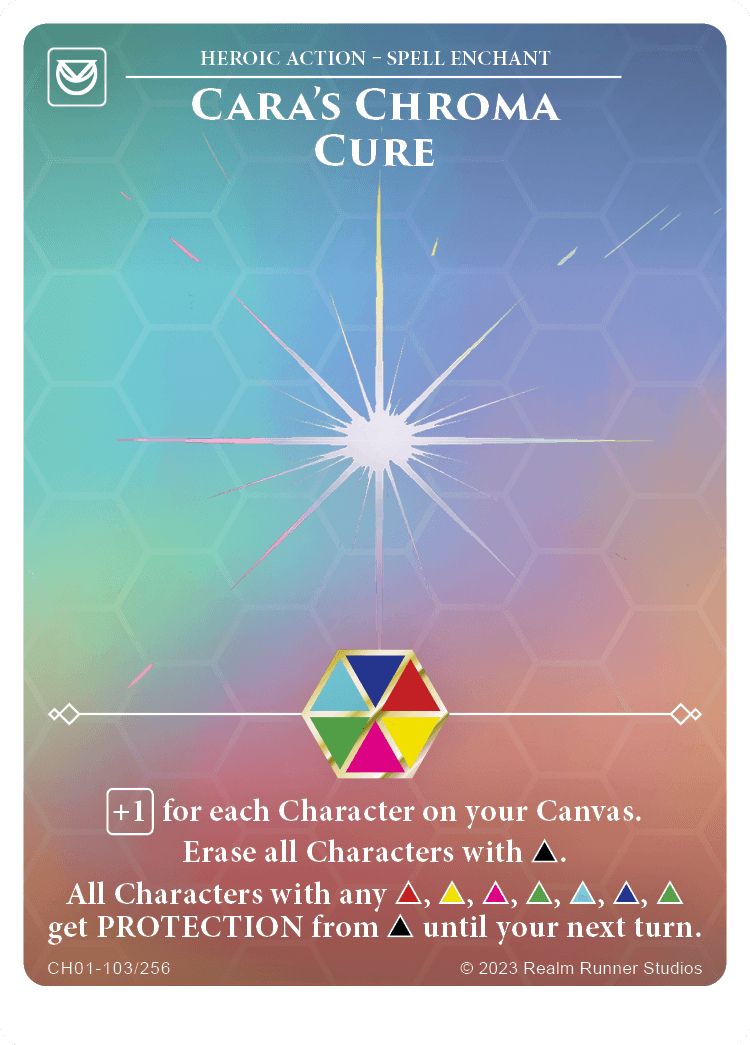 HEROIC ACTION – SPELL ENCHANT
CARA'S CHROMA
CURE
+1 for each Character on your Canvas.
Erase all Characters with ▲.
All Characters with any ▲, ▲, ▲, ▲, ▲, ▲, ▲
get PROTECTION from ▲ until your next turn.
CH01-103/256
© 2023 Realm Runner Studios